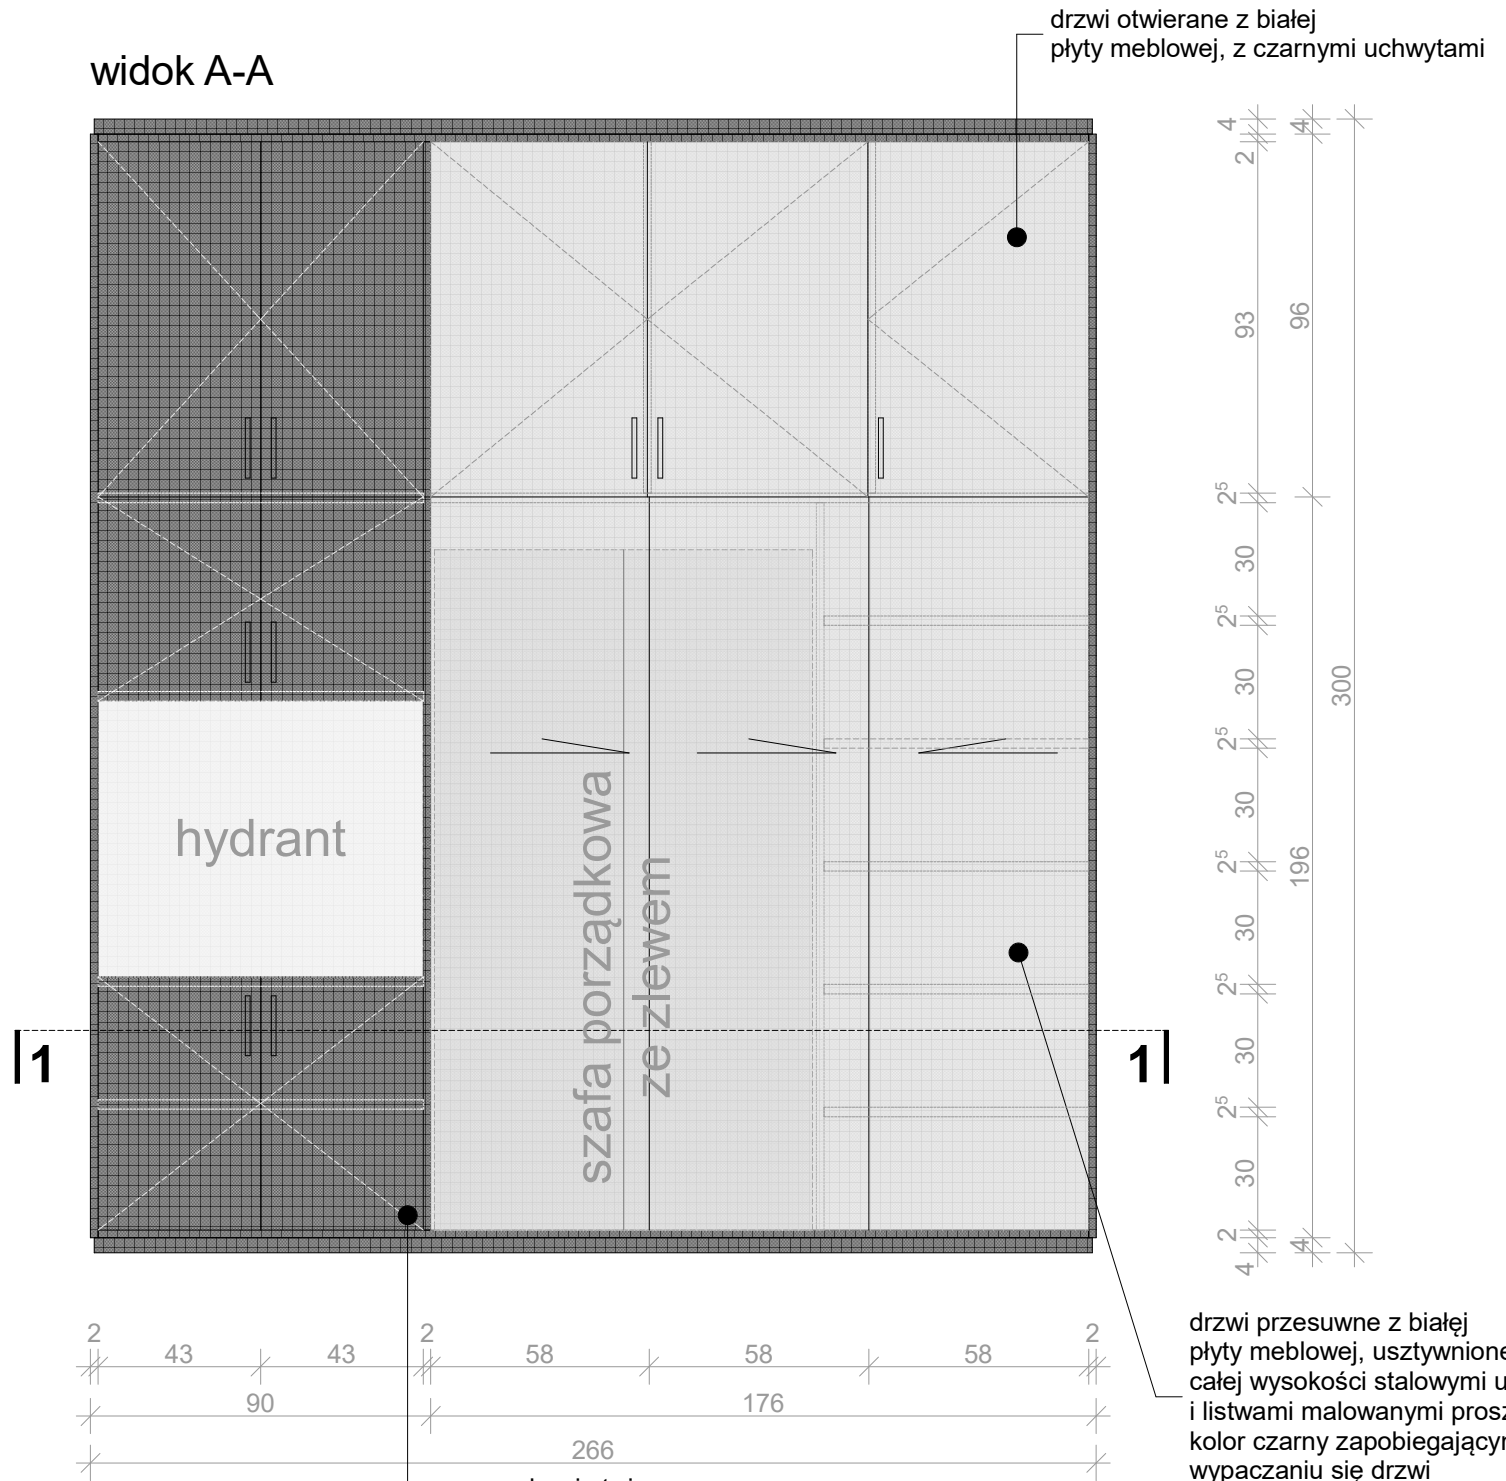 drzwi otwierane z białej
płyty meblowej, z czarnymi uchwytami
widok A-A
4
2
93
2⁵
30
2⁵
30
2⁵
30
2⁵
30
2⁵
30
2⁵
30
2
4
4
96
196
4
300
hydrant
szafa porządkowa
ze zlewem
1
1
2
43
43
2
58
58
58
2
90
176
266
drzwi przesuwne z białęj
płyty meblowej, usztywnione
całej wysokości stalowymi
i listwami malowanymi
kolor czarny
wypaczaniu się drzwi